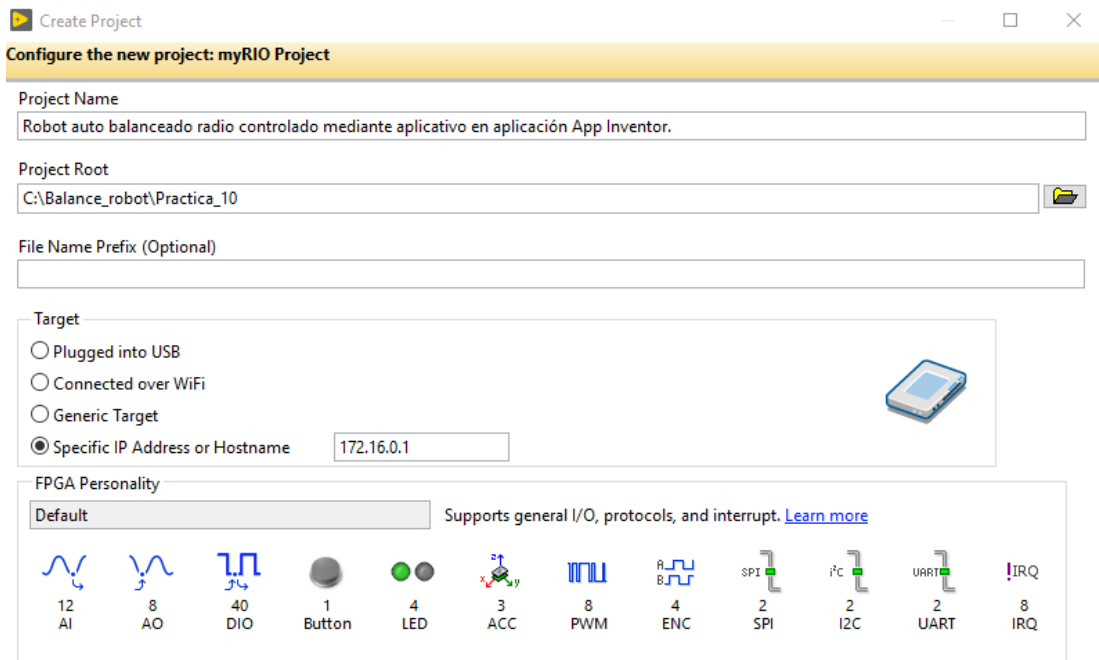 Create Project
Configure the new project: myRIO Project
Project Name
Robot auto balanceado radio controlado mediante aplicativo en aplicación App Inventor.
Project Root
C:\Balance_robot\Practica_10
File Name Prefix (Optional)
Target
Plugged into USB
Connected over WiFi
Generic Target
Specific IP Address or Hostname 172.16.0.1
FPGA Personality
Default Supports general I/O, protocols, and interrupt. Learn more
z x y A B SPI I²C UART !IRQ
12 8 40 1 4 3 8 4 2 2 2 8
AI AO DIO Button LED ACC PWM ENC SPI I2C UART IRQ